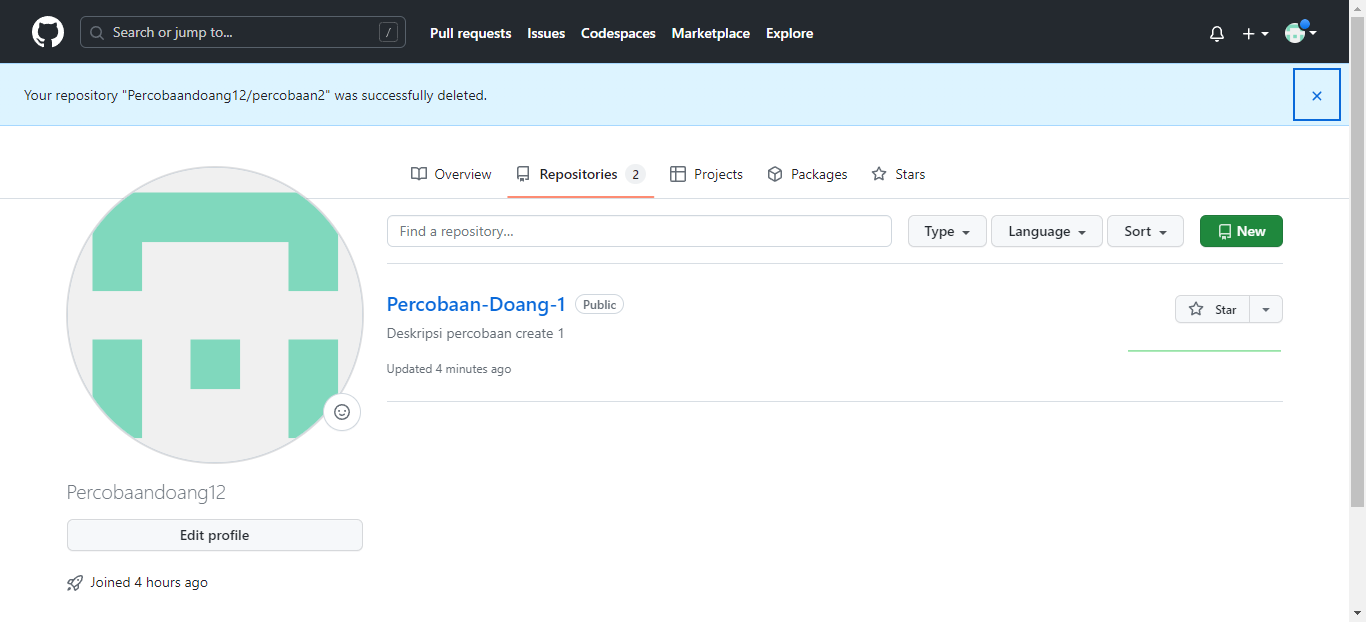 Search or jump to... / Pull requests Issues Codespaces Marketplace Explore
Your repository "Percobaandoang12/percobaan2" was successfully deleted.
Overview Repositories 2 Projects Packages Stars
Find a repository... Type Language Sort New
Percobaan-Doang-1 Public Star
Deskripsi percobaan create 1
Updated 4 minutes ago
Percobaandoang12
Edit profile
Joined 4 hours ago